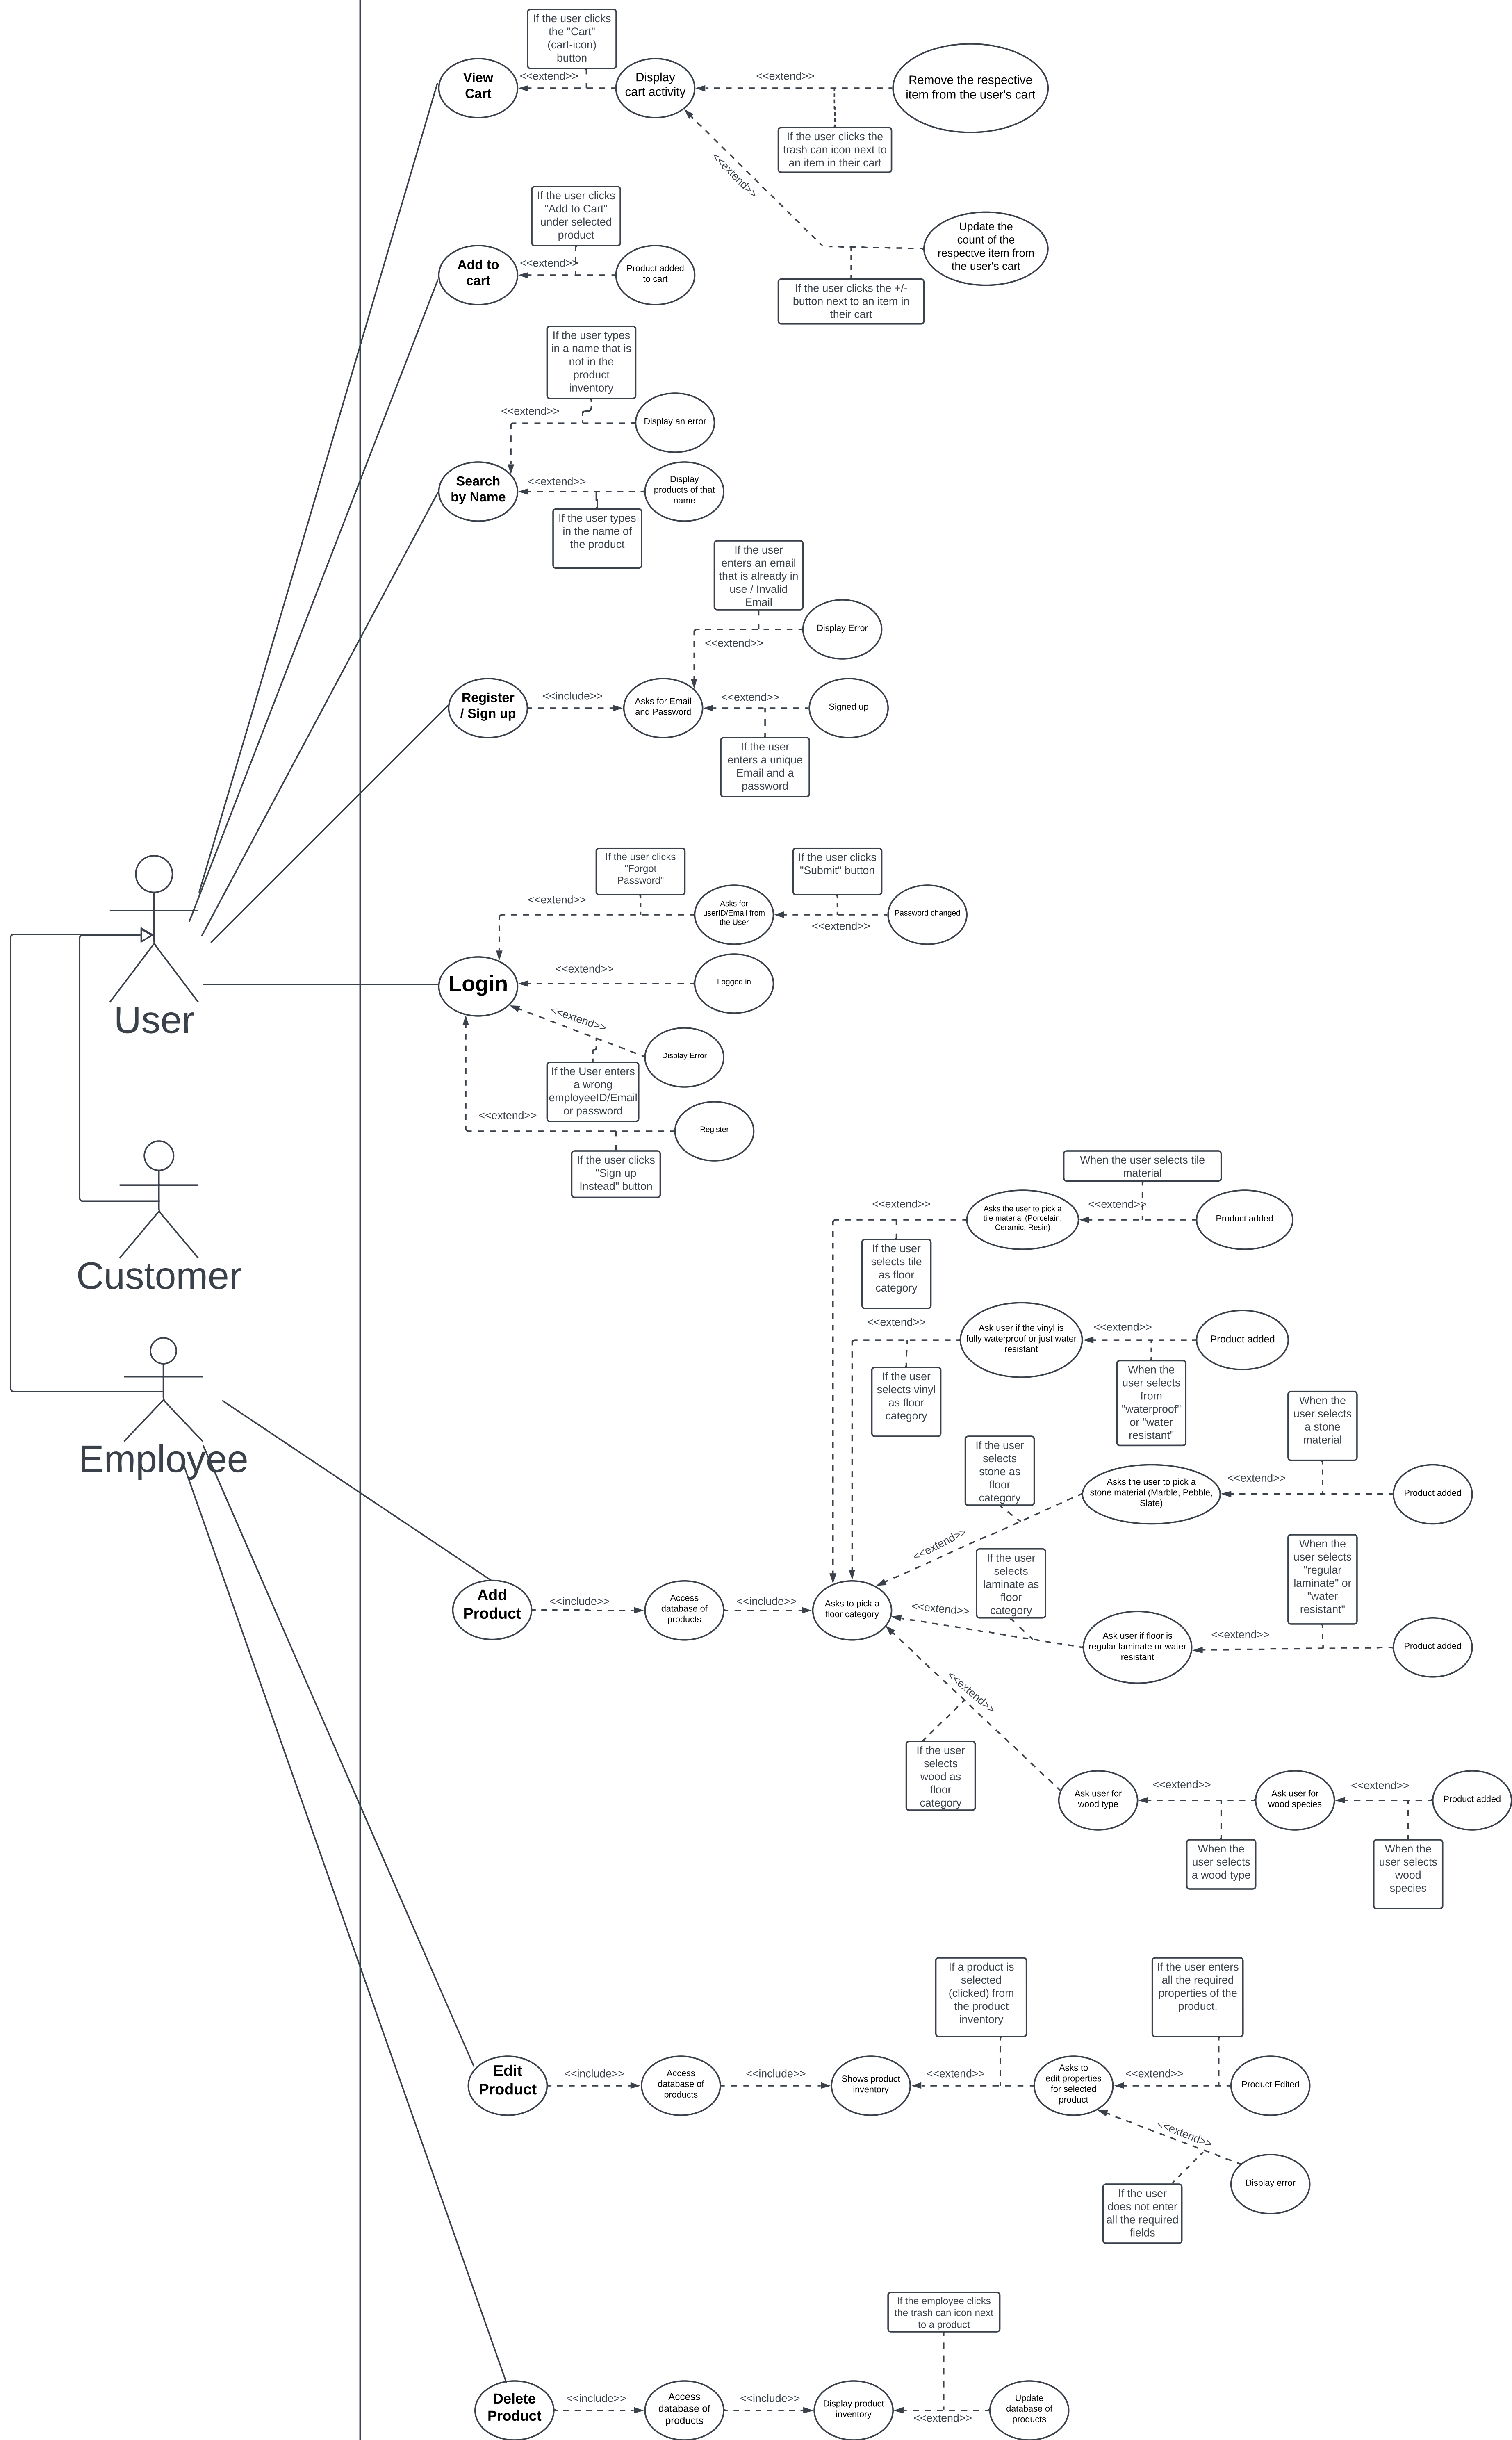 If the user clicks
the "Cart"
(cart-icon)
button
View
Cart
<<extend>>
Display
cart activity
<<extend>>
Remove the respective
item from the user's cart
If the user clicks the
trash can icon next to
an item in their cart
<<extend>>
Update the
count of the
respectve item from
the user's cart
If the user clicks the +/-
button next to an item in
their cart
If the user clicks
"Add to Cart"
under selected
product
Add to
cart
<<extend>>
Product added
to cart
If the user types
in a name that is
not in the
product
inventory
<<extend>>
Display an error
Search
by Name
<<extend>>
Display
products of that
name
If the user types
in the name of
the product
If the user
enters an email
that is already in
use / Invalid
Email
<<extend>>
Display Error
Register
/ Sign up
<<include>>
Asks for Email
and Password
<<extend>>
Signed up
If the user
enters a unique
Email and a
password
If the user clicks
"Forgot
Password"
If the user clicks
"Submit" button
<<extend>>
Asks for
userID/Email from
the User
<<extend>>
Password changed
Login
<<extend>>
Logged in
<<extend>>
Display Error
If the User enters
a wrong
employeeID/Email
or password
<<extend>>
Register
If the user clicks
"Sign up
Instead" button
User
Customer
Employee
When the user selects tile
material
<<extend>>
Asks the user to pick a
tile material (Porcelain,
Ceramic, Resin)
<<extend>>
Product added
If the user
selects tile
as floor
category
<<extend>>
Ask user if the vinyl is
fully waterproof or just water
resistant
<<extend>>
Product added
If the user
selects vinyl
as floor
category
When the
user selects
from
"waterproof"
or "water
resistant"
When the
user selects
a stone
material
If the user
selects
stone as
floor
category
<<extend>>
Asks the user to pick a
stone material (Marble, Pebble,
Slate)
<<extend>>
Product added
If the user
selects
laminate as
floor
category
When the
user selects
"regular
laminate" or
"water
resistant"
Add
Product
<<include>>
Access
database of
products
<<include>>
Asks to pick a
floor category
<<extend>>
Ask user if floor is
regular laminate or water
resistant
<<extend>>
Product added
<<extend>>
If the user
selects
wood as
floor
category
Ask user for
wood type
<<extend>>
Ask user for
wood species
<<extend>>
Product added
When the
user selects
a wood type
When the
user selects
wood
species
If a product is
selected
(clicked) from
the product
inventory
If the user enters
all the required
properties of the
product.
Edit
Product
<<include>>
Access
database of
products
<<include>>
Shows product
inventory
<<extend>>
Asks to
edit properties
for selected
product
<<extend>>
Product Edited
<<extend>>
Display error
If the user
does not enter
all the required
fields
If the employee clicks
the trash can icon next
to a product
Delete
Product
<<include>>
Access
database of
products
<<include>>
Display product
inventory
<<extend>>
Update
database of
products